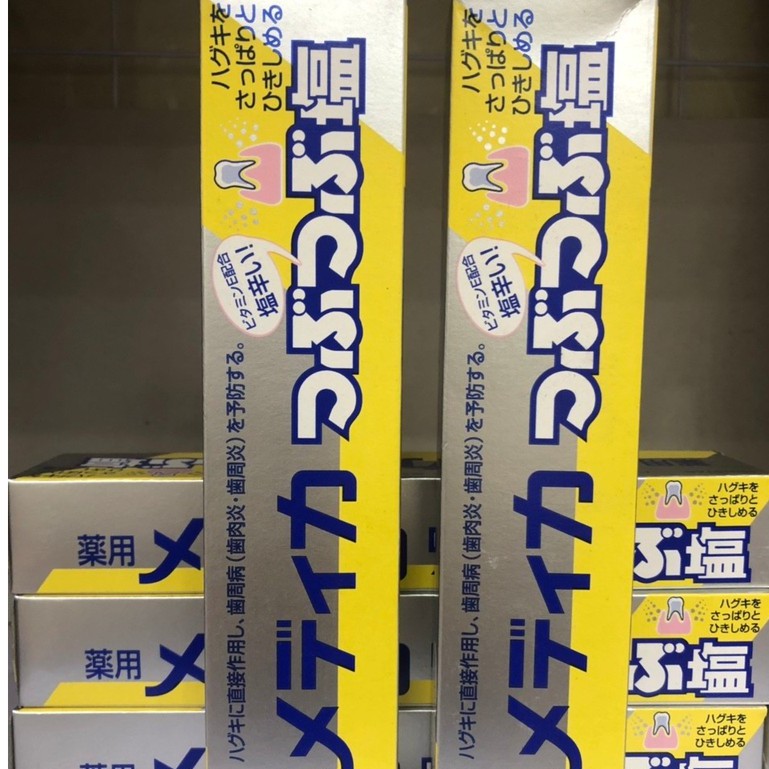 ハグキを
さっぱりと
ひきしめる
ビタミンE配合
塩辛い!
メディカ つぶつぶ塩
ハグキに直接作用し、歯周病(歯肉炎・歯周炎)を予防する。
ハグキを
さっぱりと
ひきしめる
ビタミンE配合
塩辛い!
メディカ つぶつぶ塩
ハグキに直接作用し、歯周病(歯肉炎・歯周炎)を予防する。
薬用 メ
ハグキを
さっぱりと
ひきしめる
ぶ塩
薬用 メ
ハグキを
さっぱりと
ひきしめる
ぶ塩
薬用 メ
ハグキを
さっぱりと
ひきしめる
ぶ塩